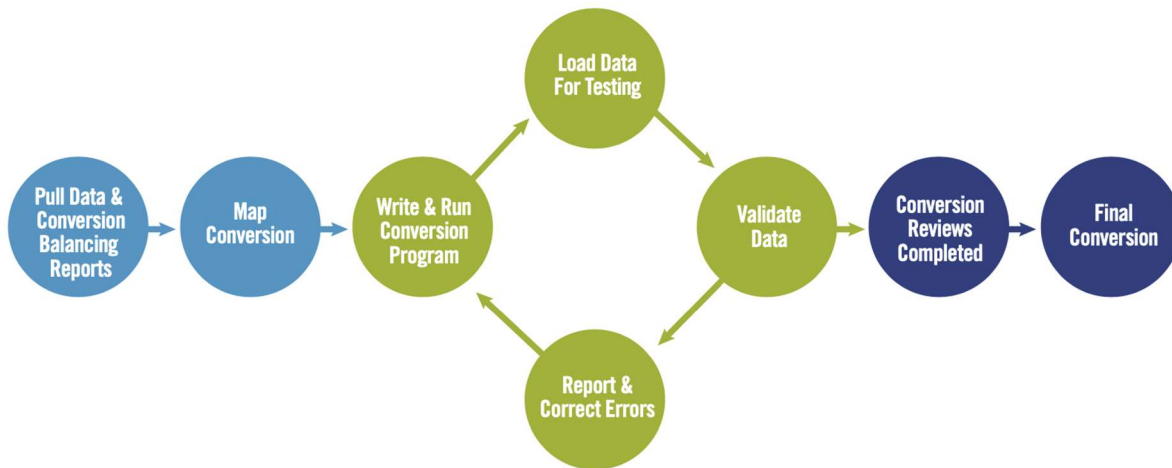 Pull Data &
Conversion
Balancing
Reports
Map
Conversion
Write & Run
Conversion
Program
Load Data
For Testing
Validate
Data
Report &
Correct Errors
Conversion
Reviews
Completed
Final
Conversion